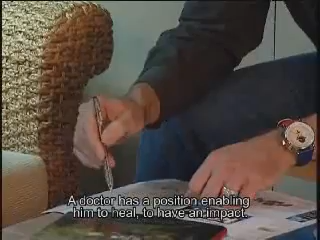 A doctor has a position enabling
him to heal, to have an impact.